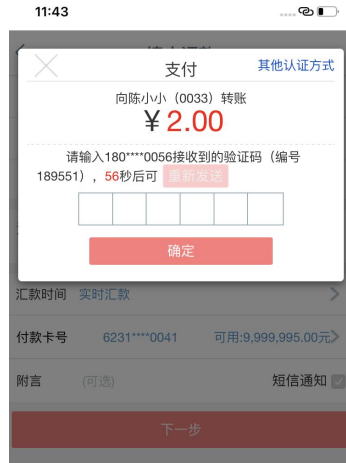 11:43
支付
其他认证方式
向陈小小（0033）转账
￥2.00
请输入180****0056接收到的验证码（编号
189551），56秒后可 重新发送
确定
汇款时间 实时汇款
付款卡号 6231****0041 可用:9,999,995.00元
附言 (可选) 短信通知
下一步